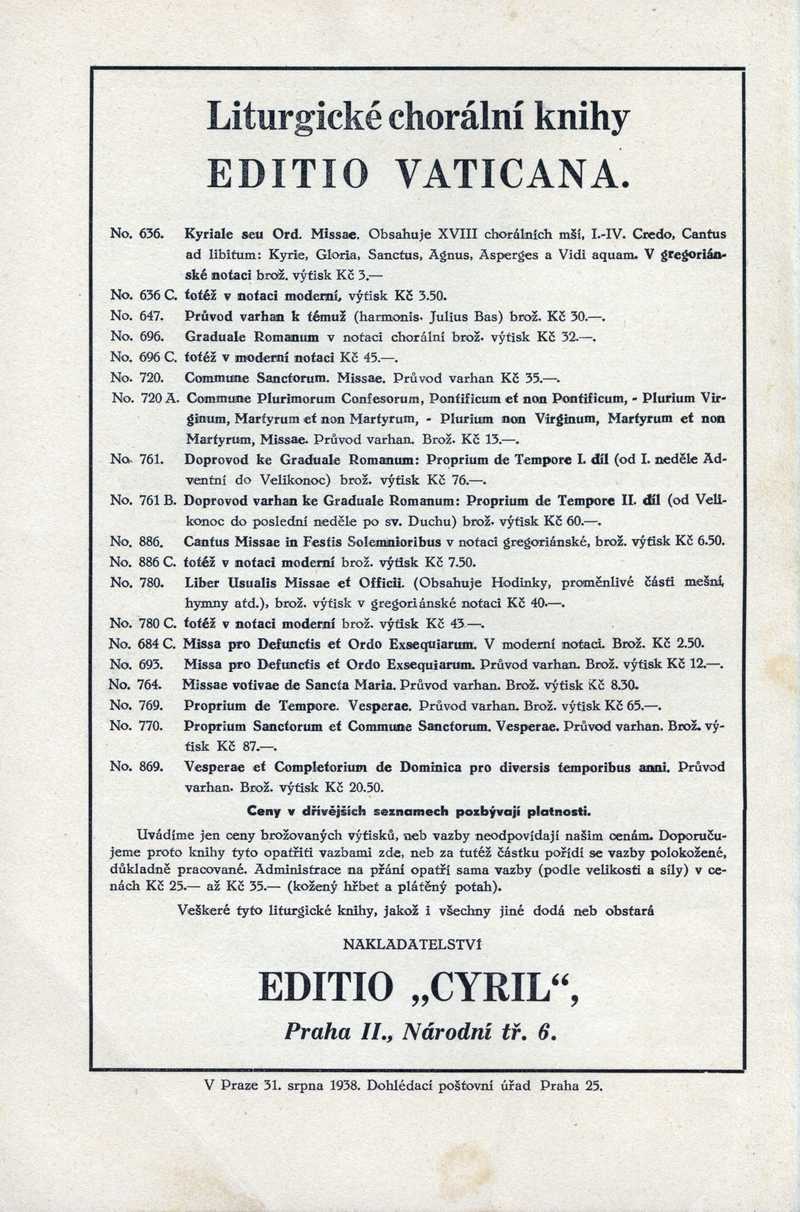 Liturgické chorální knihy
EDITIO VATICANA.
No. 636. Kyriale seu Ord. Missae. Obsahuje XVIII chorálních mší, I.-IV. Credo, Cantus
ad libitum: Kyrie, Gloria, Sanctus, Agnus, Asperges a Vidi aquam. V gregorián-
ské notaci brož. výtisk Kč 3.—
No. 636 C. totéž v notaci moderní, výtisk Kč 3.50.
No. 647. Průvod varhan k témuž (harmonis. Julius Bas) brož. Kč 30.—.
No. 696. Graduale Romanum v notaci chorální brož. výtisk Kč 32.—.
No. 696 C. totéž v moderní notaci Kč 45.—.
No. 720. Commune Sanctorum. Missae. Průvod varhan Kč 35.—.
No. 720 A. Commune Plurimorum Confesorum, Pontificum et non Pontificum, - Plurium Vir-
ginum, Martyrum et non Martyrum, - Plurium non Virginum, Martyrum et non
Martyrum, Missae. Průvod varhan. Brož. Kč 13.—.
No. 761. Doprovod ke Graduale Romanum: Proprium de Tempore I. díl (od I. neděle Ad-
ventní do Velikonoc) brož. výtisk Kč 76.—.
No. 761 B. Doprovod varhan ke Graduale Romanum: Proprium de Tempore II. díl (od Veli-
konoc do poslední neděle po sv. Duchu) brož. výtisk Kč 60.—.
No. 886. Cantus Missae in Festis Solemnioribus v notaci gregoriánské, brož. výtisk Kč 6.50.
No. 886 C. totéž v notaci moderní brož. výtisk Kč 7.50.
No. 780. Liber Usualis Missae et Officii. (Obsahuje Hodinky, proměnlivé části mešní,
hymny atd.), brož. výtisk v gregoriánské notaci Kč 40.—.
No. 780 C. totéž v notaci moderní brož. výtisk Kč 43.—.
No. 684 C. Missa pro Defunctis et Ordo Exsequiarum. V moderní notaci. Brož. Kč 2.50.
No. 693. Missa pro Defunctis et Ordo Exsequiarum. Průvod varhan. Brož. výtisk Kč 12.—.
No. 764. Missae votivae de Sancta Maria. Průvod varhan. Brož. výtisk Kč 8.30.
No. 769. Proprium de Tempore. Vesperae. Průvod varhan. Brož. výtisk Kč 65.—.
No. 770. Proprium Sanctorum et Commune Sanctorum. Vesperae. Průvod varhan. Brož. vý-
tisk Kč 87.—.
No. 869. Vesperae et Completorium de Dominica pro diversis temporibus anni. Průvod
varhan. Brož. výtisk Kč 20.50.
Ceny v dřívějších seznamech pozbývají platnosti.
Uvádíme jen ceny brožovaných výtisků, neb vazby neodpovídají našim cenám. Doporuču-
jeme proto knihy tyto opatřiti vazbami zde, neb za tutéž částku pořídí se vazby polokožené,
důkladně pracované. Administrace na přání opatří sama vazby (podle velikosti a síly) v ce-
nách Kč 25.— až Kč 35.— (kožený hřbet a plátěný potah).
Veškeré tyto liturgické knihy, jakož i všechny jiné dodá neb obstará
NAKLADATELSTVÍ
EDITIO „CYRIL“,
Praha II., Národní tř. 6.
V Praze 31. srpna 1938. Dohlédací poštovní úřad Praha 25.